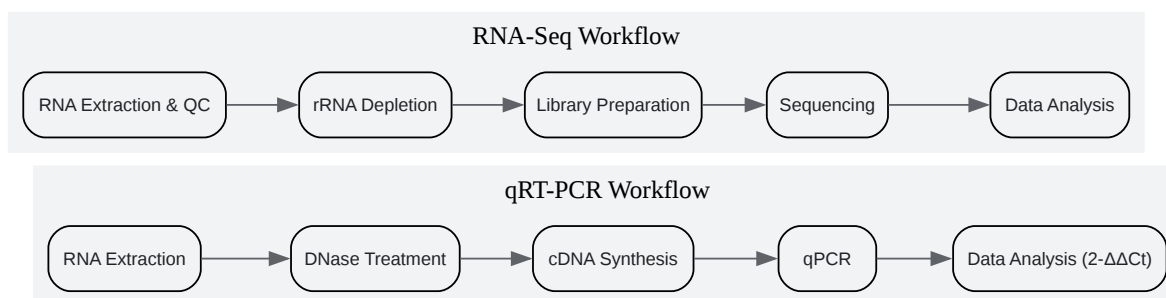 RNA-Seq Workflow
RNA Extraction & QC
rRNA Depletion
Library Preparation
Sequencing
Data Analysis
qRT-PCR Workflow
RNA Extraction
DNase Treatment
cDNA Synthesis
qPCR
Data Analysis (2-ΔΔCt)